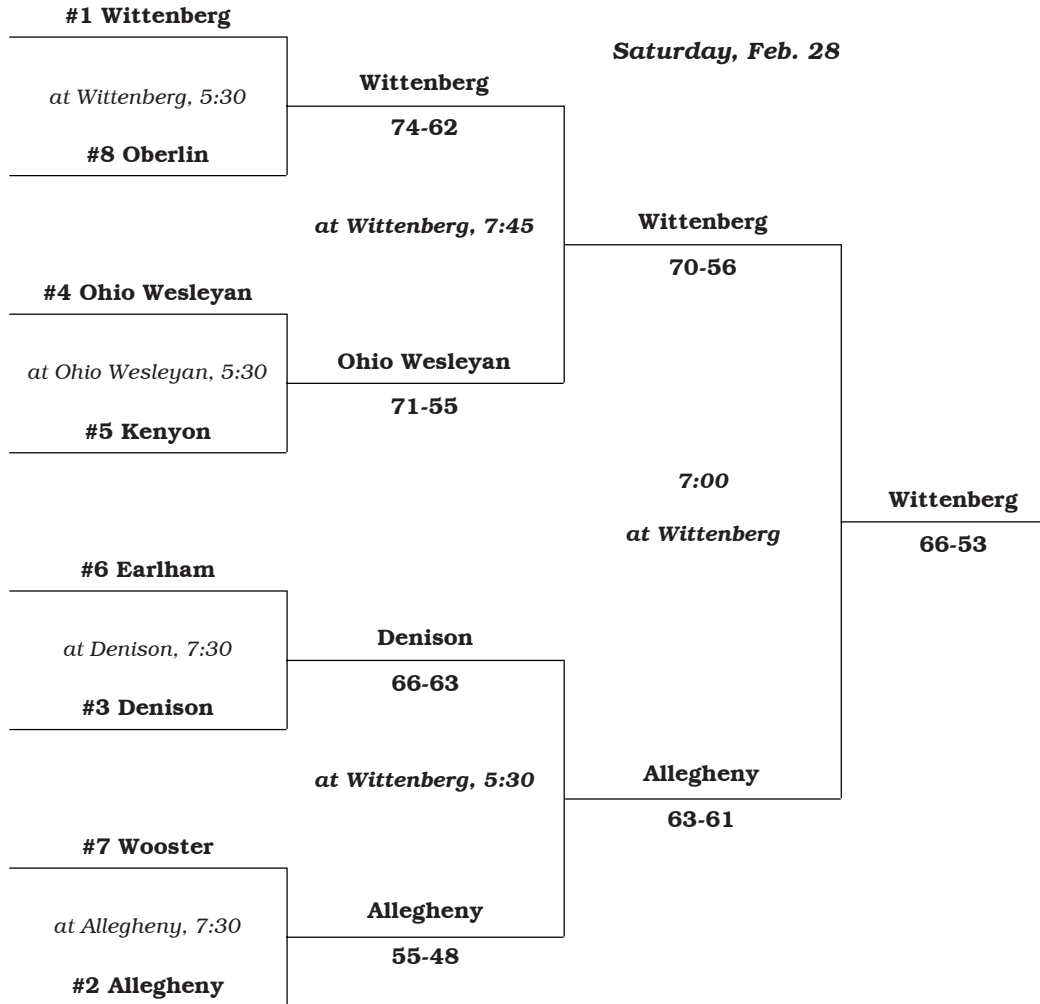 #1 Wittenberg
Saturday, Feb. 28
at Wittenberg, 5:30
Wittenberg
74-62
#8 Oberlin
at Wittenberg, 7:45
Wittenberg
70-56
#4 Ohio Wesleyan
at Ohio Wesleyan, 5:30
Ohio Wesleyan
71-55
#5 Kenyon
7:00
at Wittenberg
Wittenberg
66-53
#6 Earlham
at Denison, 7:30
Denison
66-63
#3 Denison
at Wittenberg, 5:30
Allegheny
63-61
#7 Wooster
at Allegheny, 7:30
Allegheny
55-48
#2 Allegheny